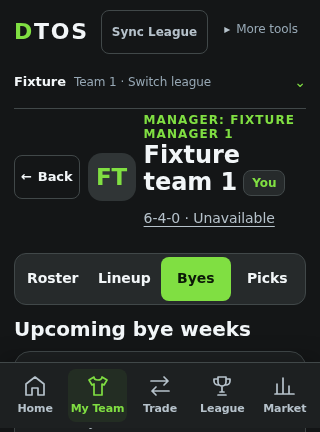 DTOS
Sync League
▸ More tools
Fixture Team 1 · Switch league
MANAGER: FIXTURE
MANAGER 1
← Back
FT
Fixture
team 1 You
6-4-0 · Unavailable
Roster Lineup Byes Picks
Upcoming bye weeks
Home My Team Trade League Market